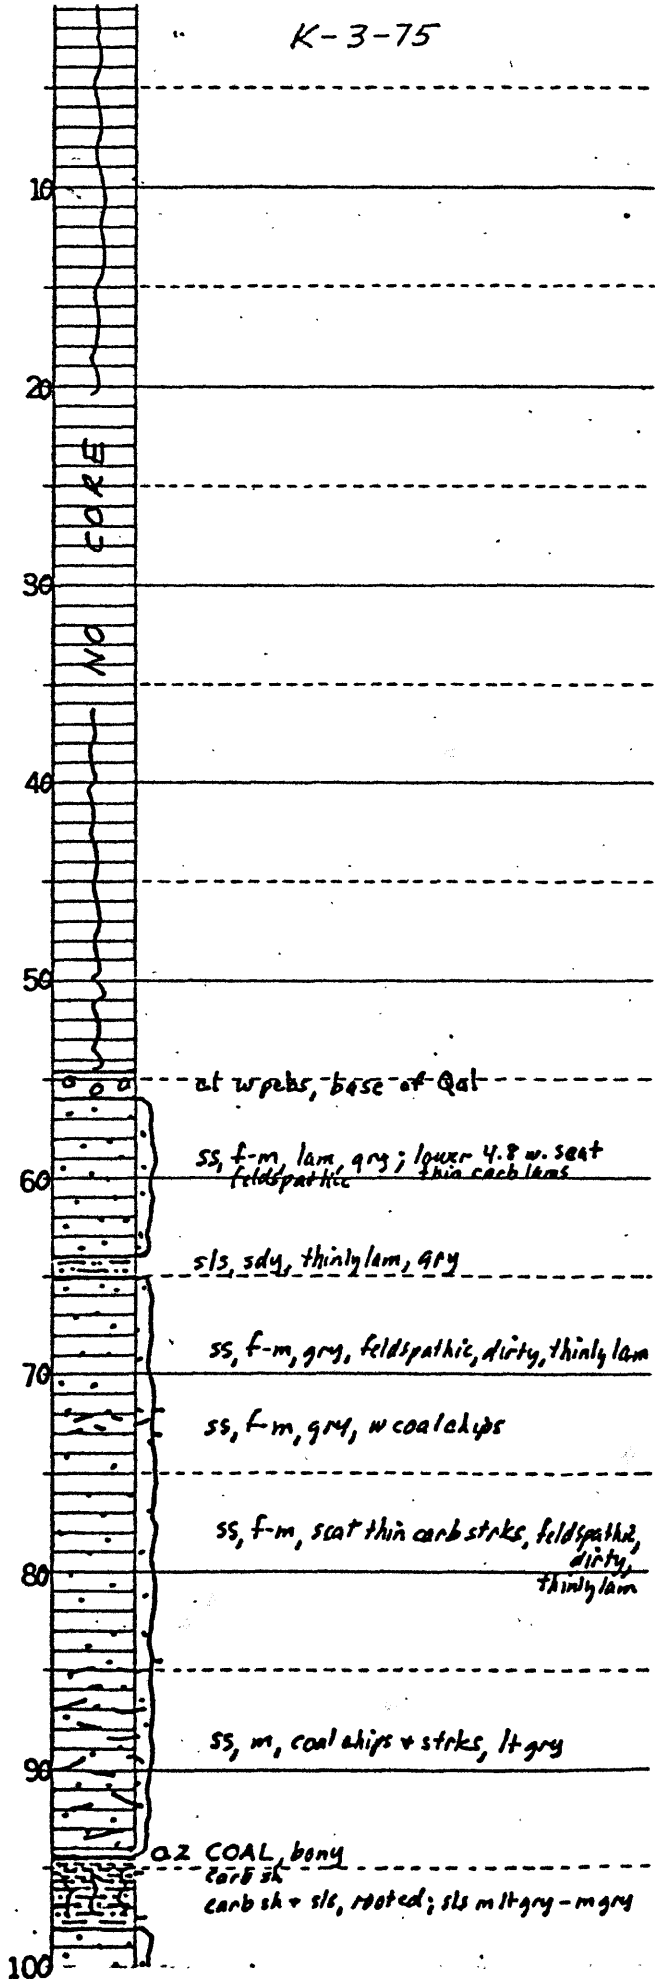 K-3-75
10
20
NO CORE
30
40
50
w pebs, base of Qal
ss, f-m, lam, gry; lower 4.8 w. scat
feldspathic thin carb lams
60
sls, sdy, thinly lam, gry
ss, f-m, gry, feldspathic, dirty, thinly lam
70
ss, f-m, gry, w coal chips
ss, f-m, scat thin carb strks, feldspathic,
dirty,
80
thinly lam
ss, m, coal chips + strks, lt gry
90
0.2 COAL, bony
carb sh
carb sh + sls, rooted; sls mlt gry - m gry
100